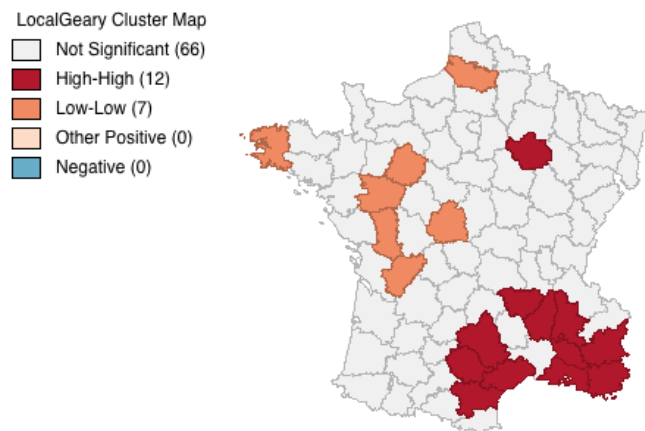 LocalGeary Cluster Map
Not Significant (66)
High-High (12)
Low-Low (7)
Other Positive (0)
Negative (0)